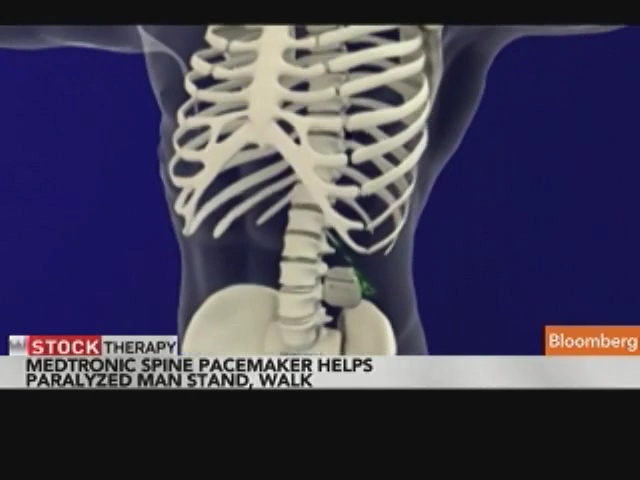 STOCK THERAPY
Bloomberg
MEDTRONIC SPINE PACEMAKER HELPS
PARALYZED MAN STAND, WALK